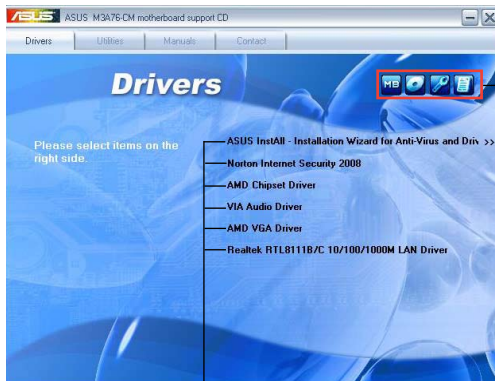 ASUS ASUS M3A76-CM motherboard support CD
Drivers Utilities Manuals Contact
Drivers
MB
Please select items on the
right side.
ASUS InstAll - Installation Wizard for Anti-Virus and Driv >>
Norton Internet Security 2008
AMD Chipset Driver
VIA Audio Driver
AMD VGA Driver
Realtek RTL8111B/C 10/100/1000M LAN Driver